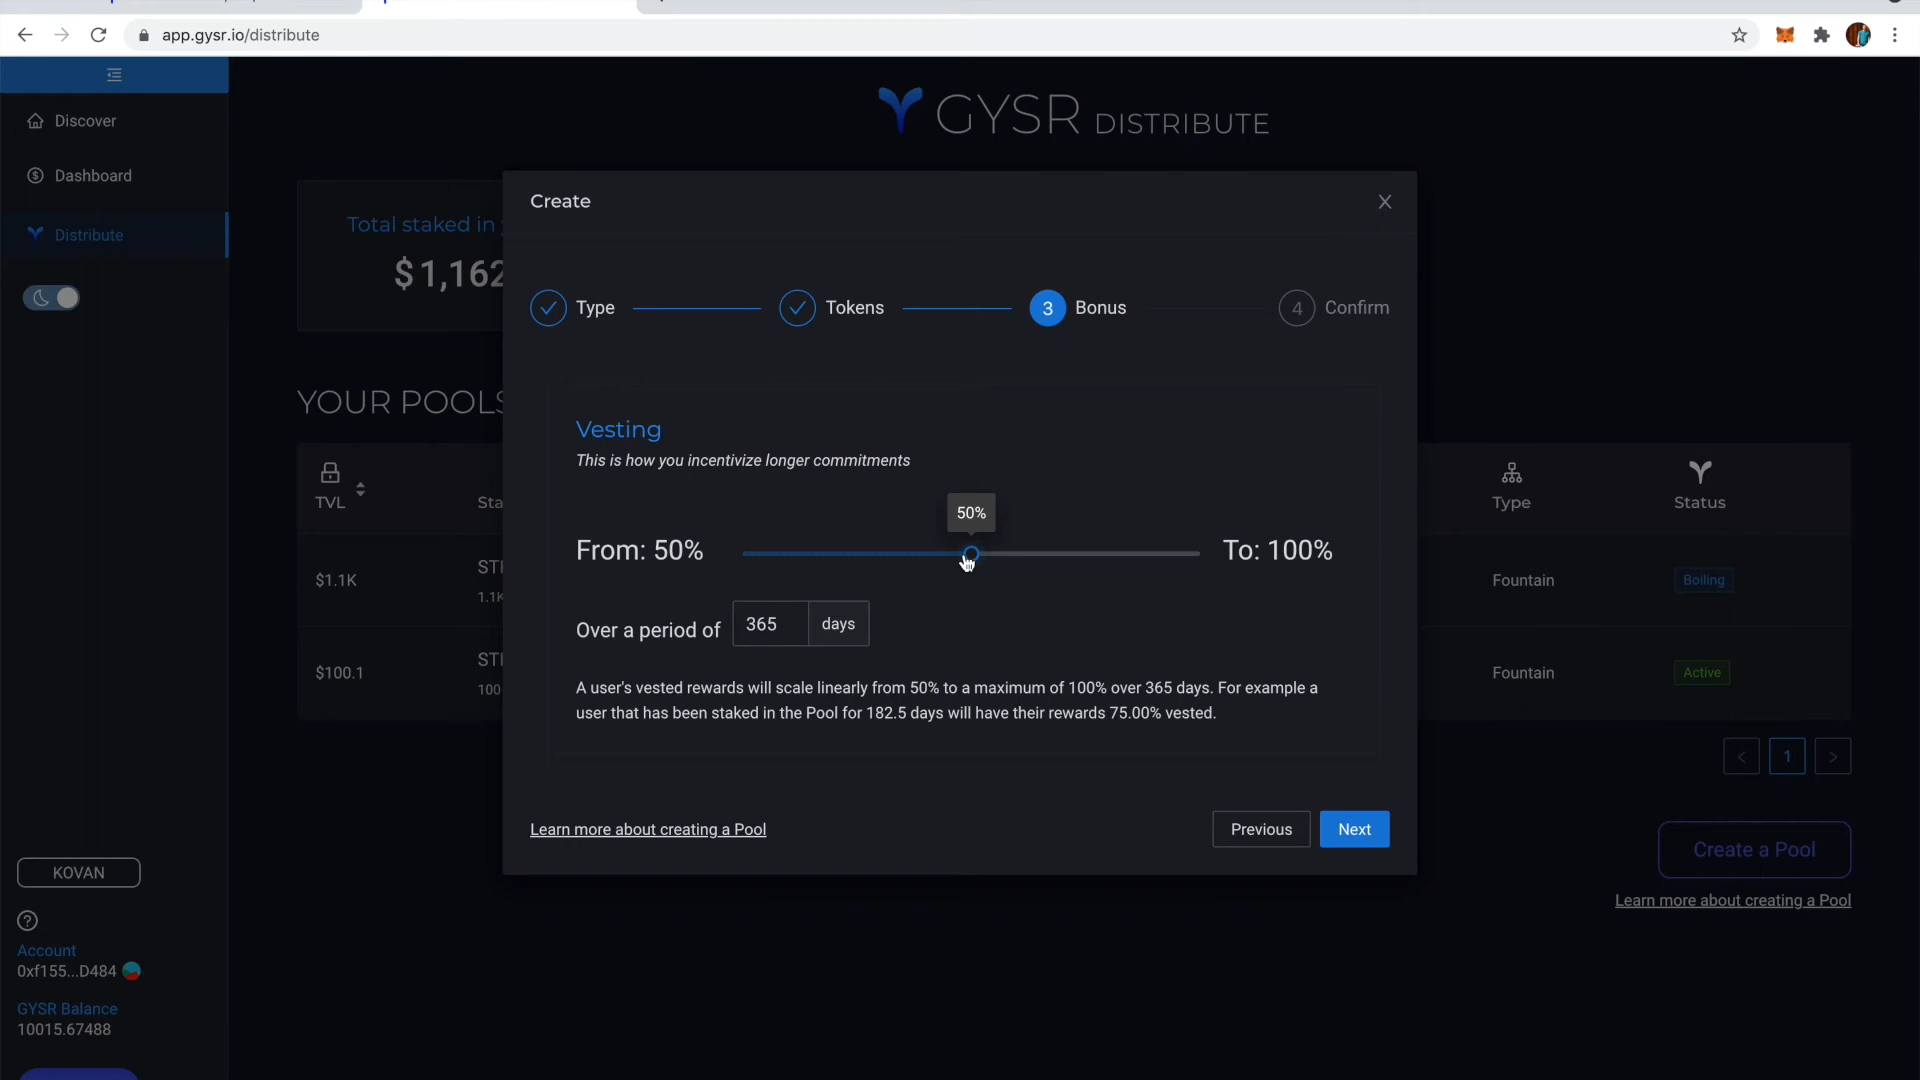 app.gysr.io/distribute
Discover
Dashboard
Distribute
GYSR DISTRIBUTE
Total staked in
$1,162
YOUR POOLS
TVL
Type
Status
$1.1K
Fountain
Boiling
$100.1
100
Fountain
Active
1
Create a Pool
Learn more about creating a Pool
KOVAN
Account
0xf155...D484
GYSR Balance
10015.67488
Create
X
Type
Tokens
3 Bonus
4 Confirm
Vesting
This is how you incentivize longer commitments
50%
From: 50%
To: 100%
Over a period of 365 days
A user's vested rewards will scale linearly from 50% to a maximum of 100% over 365 days. For example a
user that has been staked in the Pool for 182.5 days will have their rewards 75.00% vested.
Learn more about creating a Pool
Previous
Next